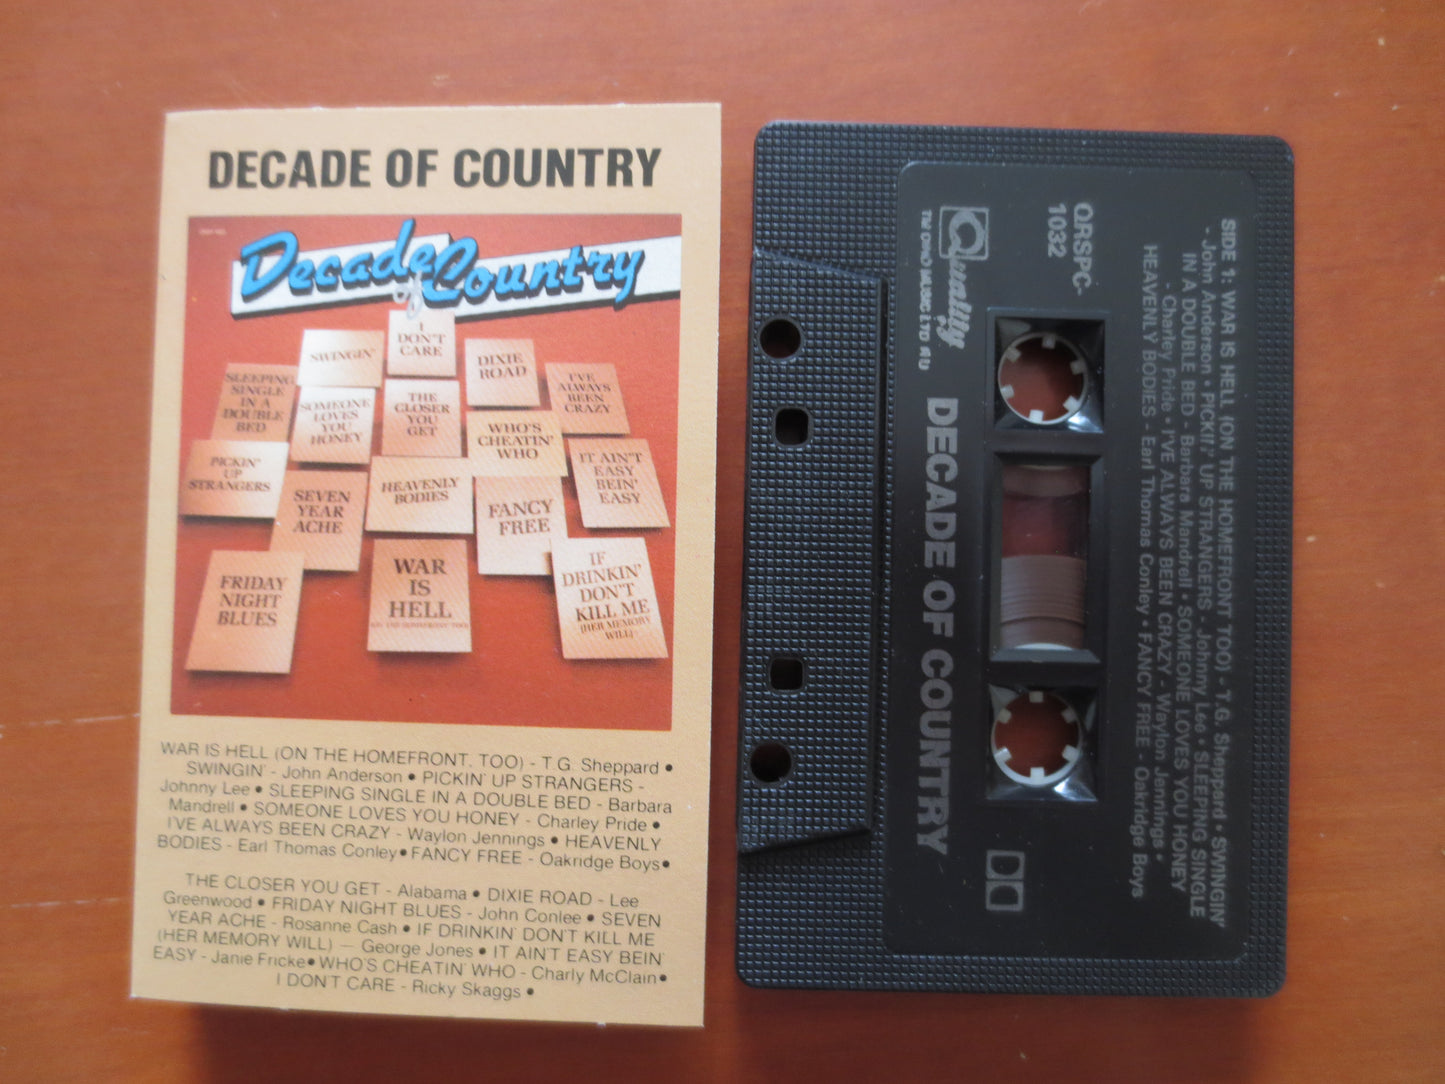 DECADE OF COUNTRY
Decade
of Country
I
DON'T
CARE
SWINGIN'
DIXIE
ROAD
SLEEPING
SINGLE
IN A
DOUBLE
BED
SOMEONE
LOVES
YOU
HONEY
THE
CLOSER
YOU
GET
I'VE
ALWAYS
BEEN
CRAZY
WHO'S
CHEATIN'
WHO
PICKIN'
UP
STRANGERS
SEVEN
YEAR
ACHE
HEAVENLY
BODIES
FANCY
FREE
IT AIN'T
EASY
BEIN'
EASY
FRIDAY
NIGHT
BLUES
WAR
IS
HELL
IF
DRINKIN'
DON'T
KILL ME
(HER MEMORY
WILL)
WAR IS HELL (ON THE HOMEFRONT. TOO) - T.G. Sheppard •
SWINGIN' - John Anderson • PICKIN' UP STRANGERS -
Johnny Lee • SLEEPING SINGLE IN A DOUBLE BED - Barbara
Mandrell • SOMEONE LOVES YOU HONEY - Charley Pride •
I'VE ALWAYS BEEN CRAZY - Waylon Jennings • HEAVENLY
BODIES - Earl Thomas Conley • FANCY FREE - Oakridge Boys •
THE CLOSER YOU GET - Alabama • DIXIE ROAD - Lee
Greenwood • FRIDAY NIGHT BLUES - John Conlee • SEVEN
YEAR ACHE - Rosanne Cash • IF DRINKIN' DON'T KILL ME
(HER MEMORY WILL) — George Jones • IT AIN'T EASY BEIN'
EASY - Janie Fricke • WHO'S CHEATIN' WHO - Charly McClain •
I DON'T CARE - Ricky Skaggs •
SIDE 1: WAR IS HELL (ON THE HOMEFRONT TOO) - T.G. Sheppard • SWINGIN'
- John Anderson • PICKIN' UP STRANGERS - Johnny Lee • SLEEPING SINGLE
IN A DOUBLE BED - Barbara Mandrell • SOMEONE LOVES YOU HONEY
- Charley Pride • I'VE ALWAYS BEEN CRAZY - Waylon Jennings •
HEAVENLY BODIES - Earl Thomas Conley • FANCY FREE - Oakridge Boys
QRSPC-
1032
Quality
MUSIC LTD
DECADE OF COUNTRY